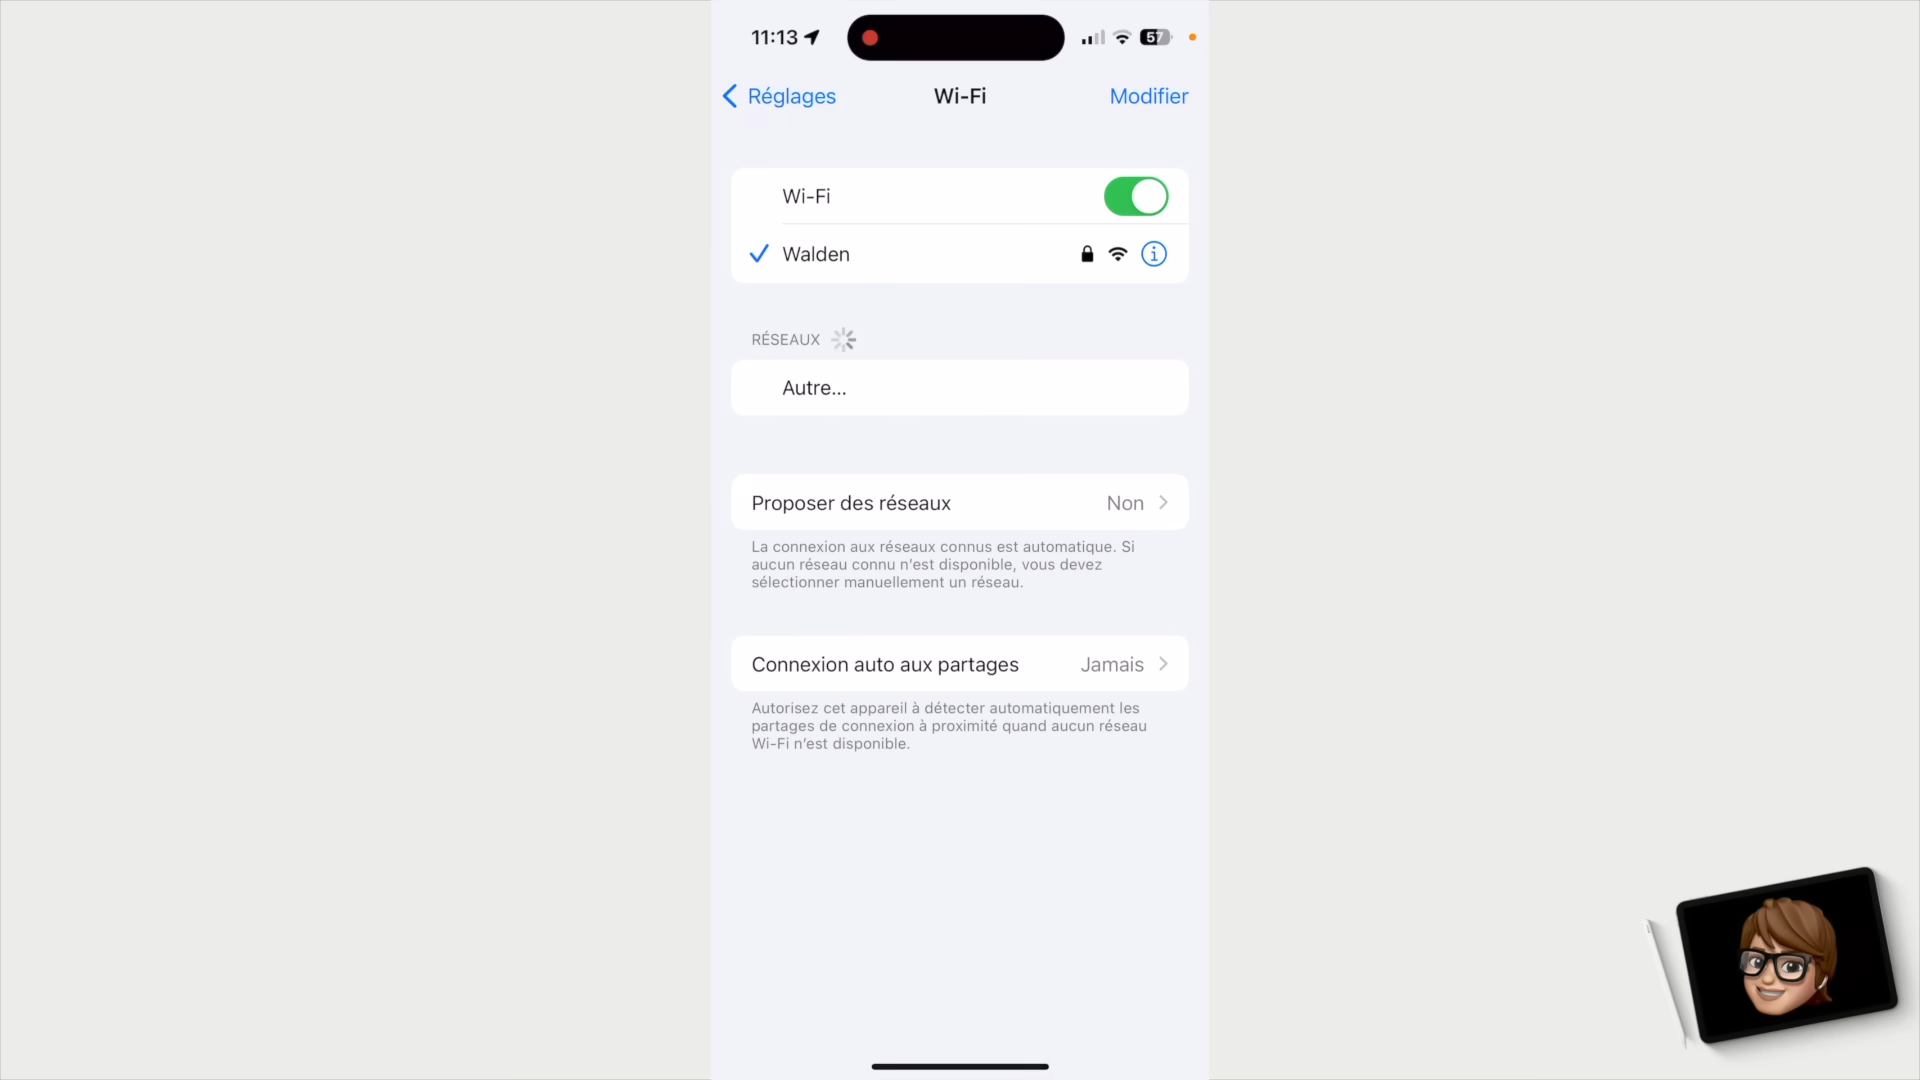 11:13
57
Réglages
Wi-Fi
Modifier
Wi-Fi
Walden
RÉSEAUX
Autre...
Proposer des réseaux
Non
La connexion aux réseaux connus est automatique. Si
aucun réseau connu n'est disponible, vous devez
sélectionner manuellement un réseau.
Connexion auto aux partages
Jamais
Autorisez cet appareil à détecter automatiquement les
partages de connexion à proximité quand aucun réseau
Wi-Fi n'est disponible.